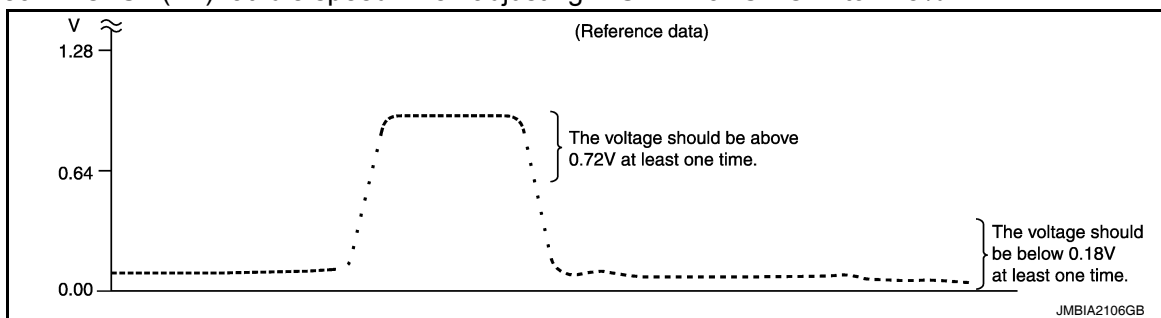 (Reference data)
V
1.28
The voltage should be above
0.72V at least one time.
0.64
The voltage should
be below 0.18V
at least one time.
0.00
JMBIA2106GB